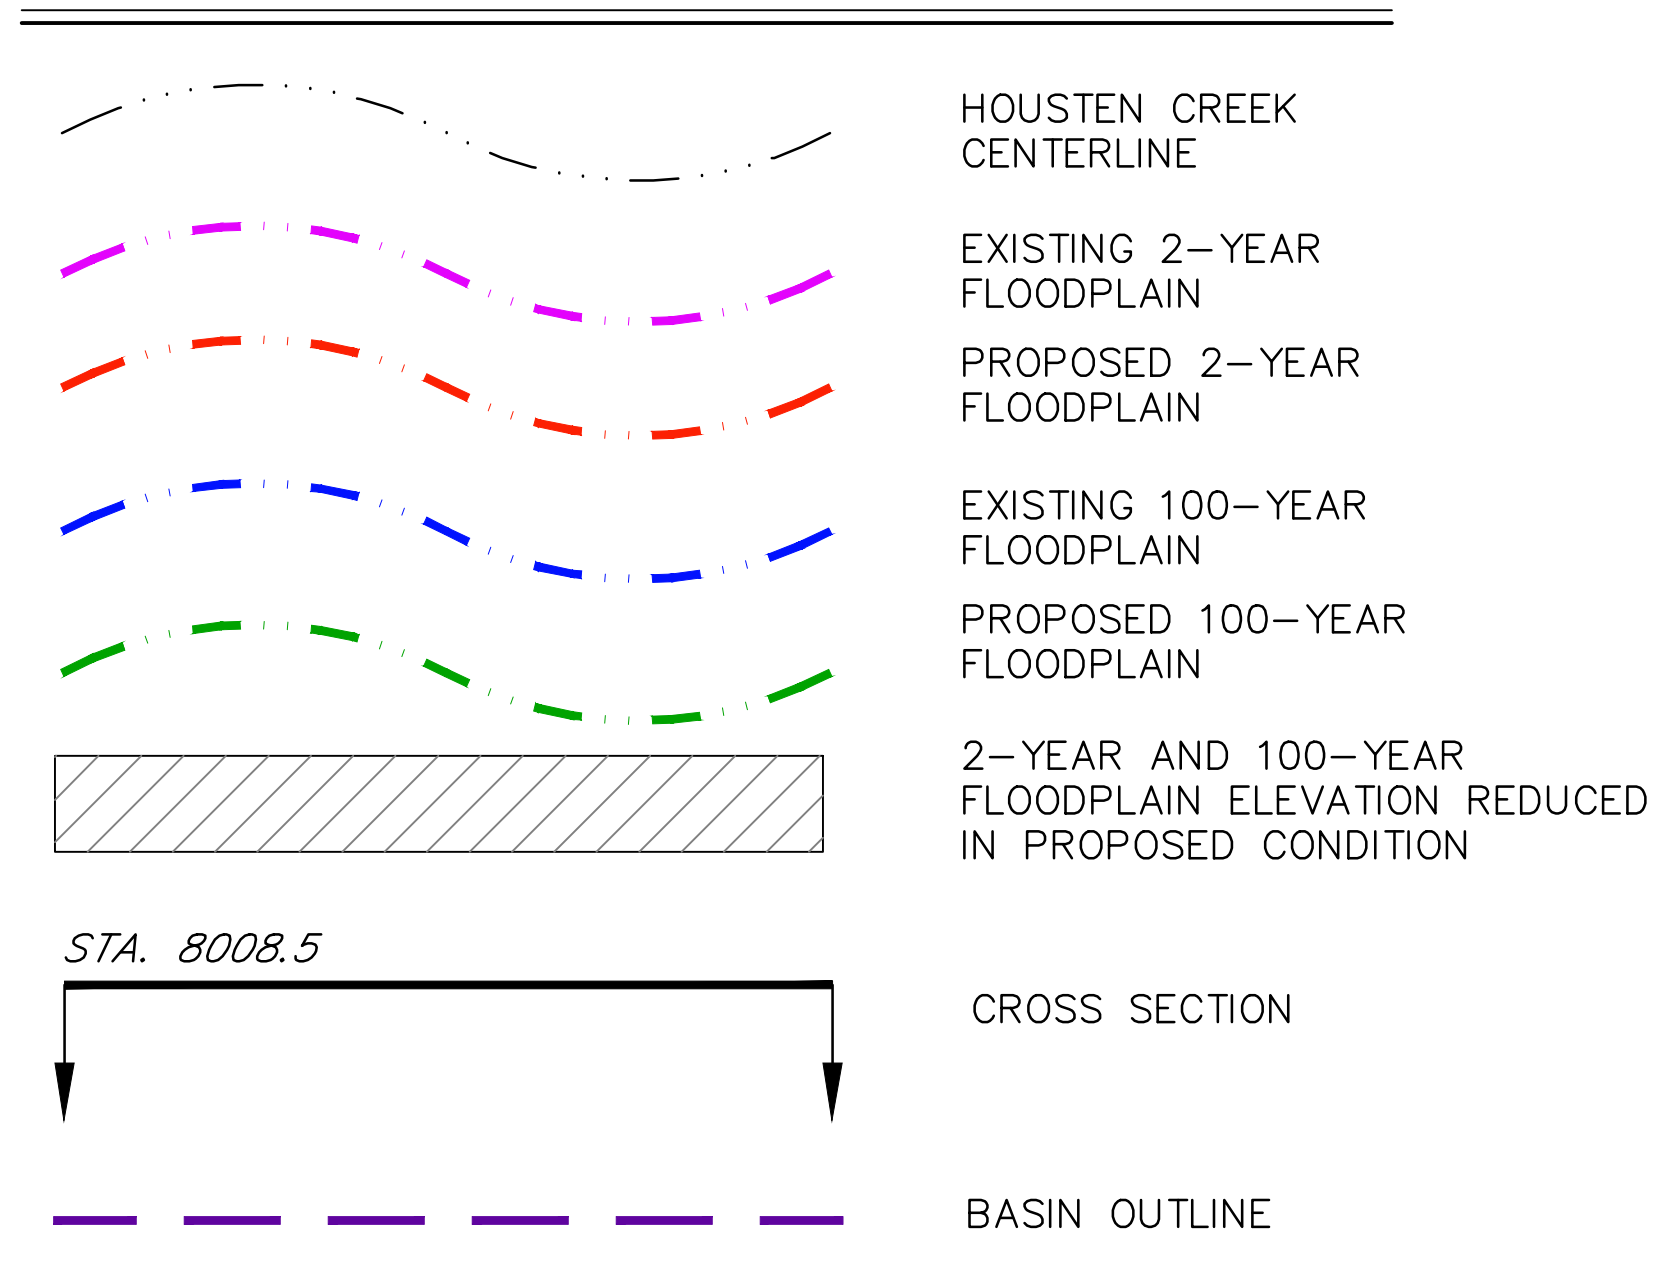 HOUSTEN CREEK
CENTERLINE
EXISTING 2-YEAR
FLOODPLAIN
PROPOSED 2-YEAR
FLOODPLAIN
EXISTING 100-YEAR
FLOODPLAIN
PROPOSED 100-YEAR
FLOODPLAIN
2-YEAR AND 100-YEAR
FLOODPLAIN ELEVATION REDUCED
IN PROPOSED CONDITION
STA. 8008.5
CROSS SECTION
BASIN OUTLINE